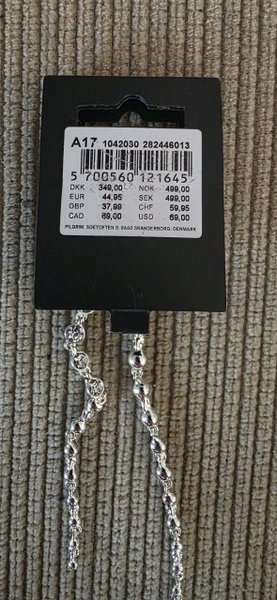 A17 1042030 282446013
5 700560 121645
DKK 349,00 NOK 499,00
EUR 44,95 SEK 499,00
GBP 37,99 CHF 59,95
CAD 69,00 USD 69,00
PILGRIM, SOETOFTEN 8, 8660 SKANDERBORG, DENMARK